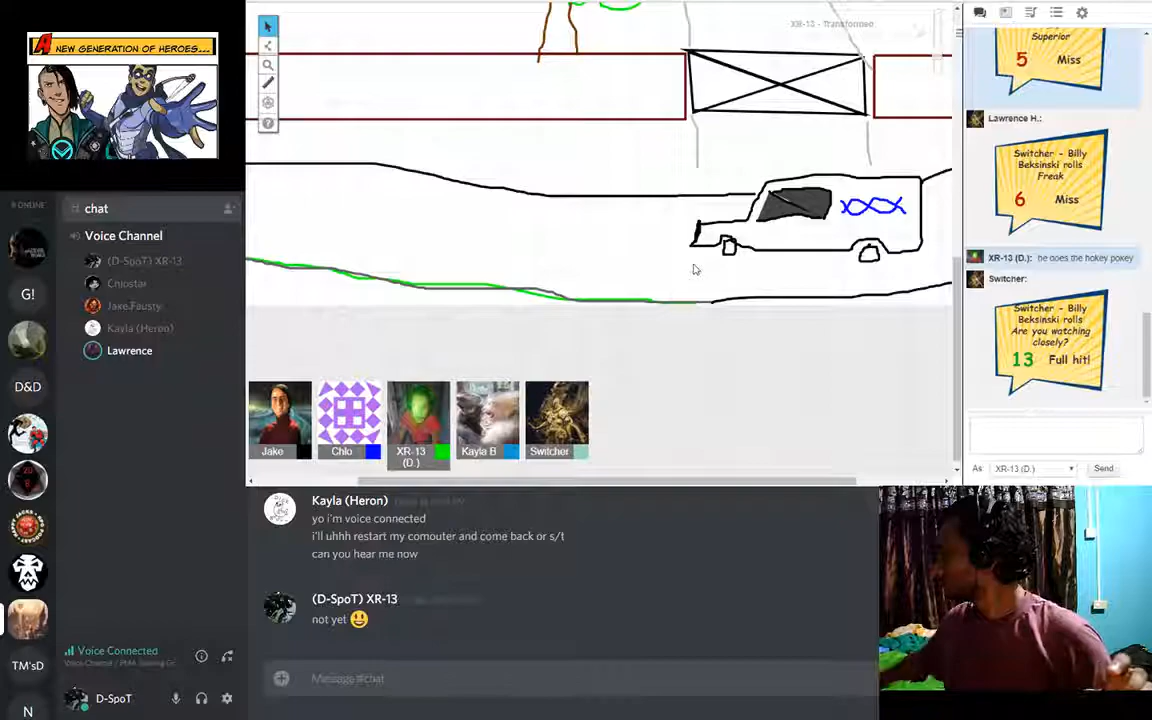 A NEW GENERATION OF HEROES...
8 ONLINE
# chat
Voice Channel
(D-SpoT) XR-13
Chlostar
Jake Fausty
Kayla (Heron)
Lawrence
G!
D&D
TM'sD
N
Voice Connected
D-SpoT
XR-13 - Transformed
Jake
Chlo
XR-13
(D.)
Kayla B
Switcher
Kayla (Heron)
yo i'm voice connected
i'll uhhh restart my comouter and come back or s/t
can you hear me now
(D-SpoT) XR-13
not yet 😃
Message #chat
Superior
5 Miss
Lawrence H.:
Switcher - Billy
Beksinski rolls
Freak
6 Miss
XR-13 (D.): he does the hokey pokey
Switcher:
Switcher - Billy
Beksinski rolls
Are you watching
closely?
13 Full hit!
As: XR-13 (D.) Send